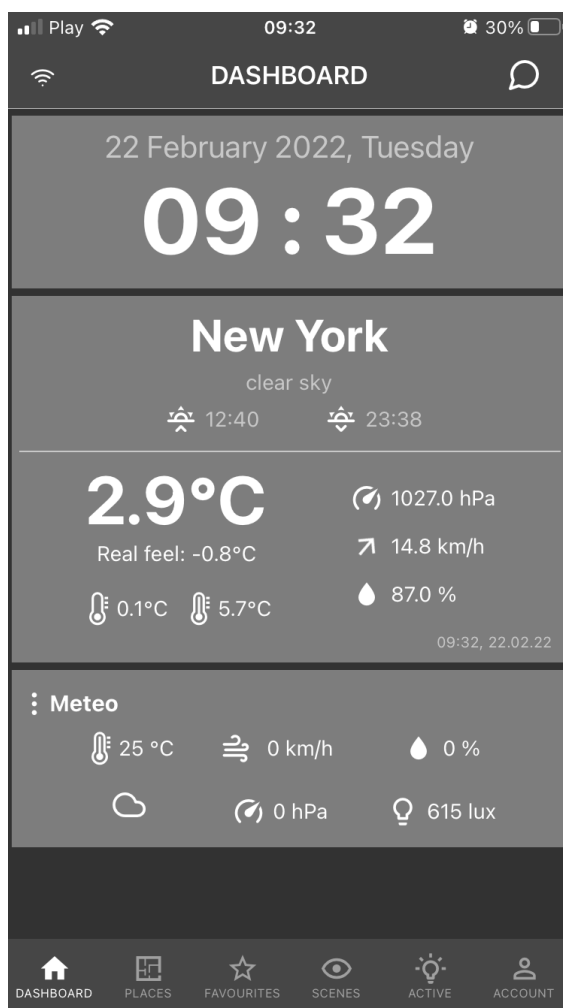 Play 09:32 30%
DASHBOARD
22 February 2022, Tuesday
09 : 32
New York
clear sky
12:40 23:38
2.9°C
Real feel: -0.8°C
0.1°C 5.7°C
1027.0 hPa
14.8 km/h
87.0 %
09:32, 22.02.22
Meteo
25 °C 0 km/h 0 %
0 hPa 615 lux
DASHBOARD PLACES FAVOURITES SCENES ACTIVE ACCOUNT